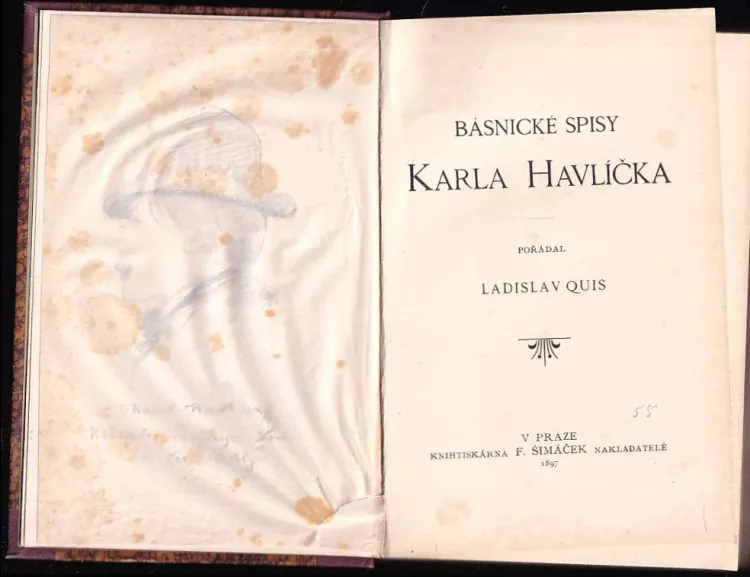 BÁSNICKÉ SPISY
KARLA HAVLÍČKA
POŘÁDAL
LADISLAV QUIS
55
V PRAZE
KNIHTISKÁRNA F. ŠIMÁČEK NAKLADATELÉ
1897